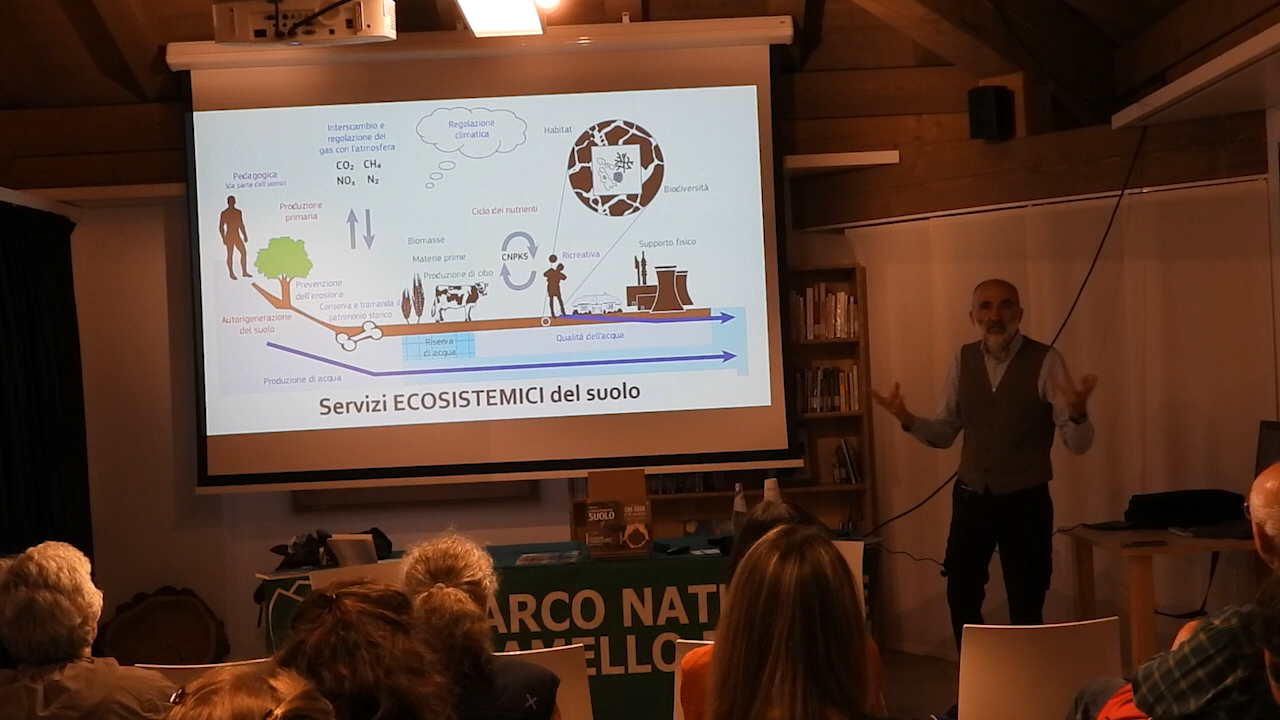 Interscambio e
regolazione dei
gas con l'atmosfera
CO₂ CH₄
NOₓ N₂
Regolazione
climatica
Habitat
Biodiversità
Pedagogica
(da parte dell'uomo)
Produzione
primaria
Ciclo dei nutrienti
CNPKS
Biomasse
Materie prime
Produzione di cibo
Ricreativa
Supporto fisico
Prevenzione
dell'erosione
Conserva e tramanda il
patrimonio storico
Autorigenerazione
del suolo
Riserva
di acqua
Qualità dell'acqua
Produzione di acqua
Servizi ECOSISTEMICI del suolo
SUOLO
ARCO NAT
AMELLO